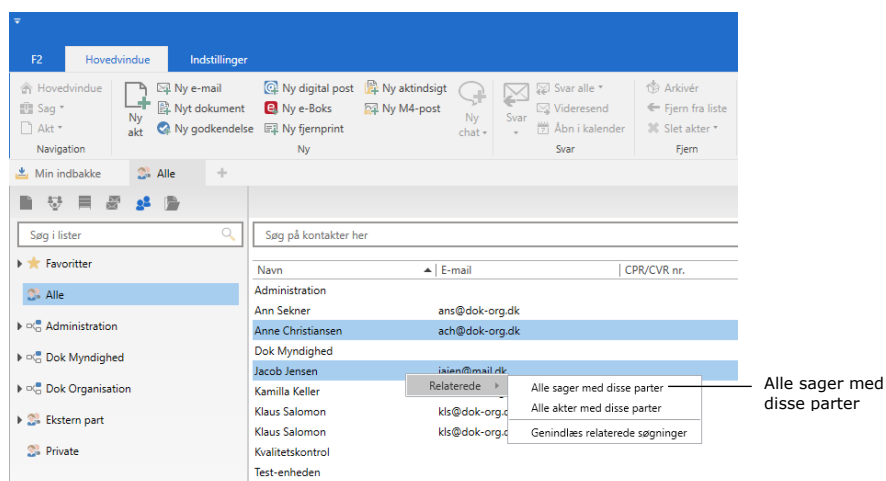 F2 Hovedvindue Indstillinger
Hovedvindue
Sag
Akt
Navigation
Ny akt
Ny e-mail
Nyt dokument
Ny godkendelse
Ny digital post
Ny e-Boks
Ny fjernprint
Ny aktindsigt
Ny M4-post
Ny chat
Ny
Svar
Svar alle
Videresend
Åbn i kalender
Svar
Arkivér
Fjern fra liste
Slet akter
Fjern
Min indbakke Alle +
Søg i lister
Søg på kontakter her
Favoritter
Alle
Administration
Dok Myndighed
Dok Organisation
Ekstern part
Private
Navn E-mail CPR/CVR nr.
Administration
Ann Sekner ans@dok-org.dk
Anne Christiansen ach@dok-org.dk
Dok Myndighed
Jacob Jensen jajen@mail.dk
Kamilla Keller
Klaus Salomon kls@dok-org.d
Klaus Salomon kls@dok-org.d
Kvalitetskontrol
Test-enheden
Relaterede
Alle sager med disse parter
Alle akter med disse parter
Genindlæs relaterede søgninger
Alle sager med
disse parter